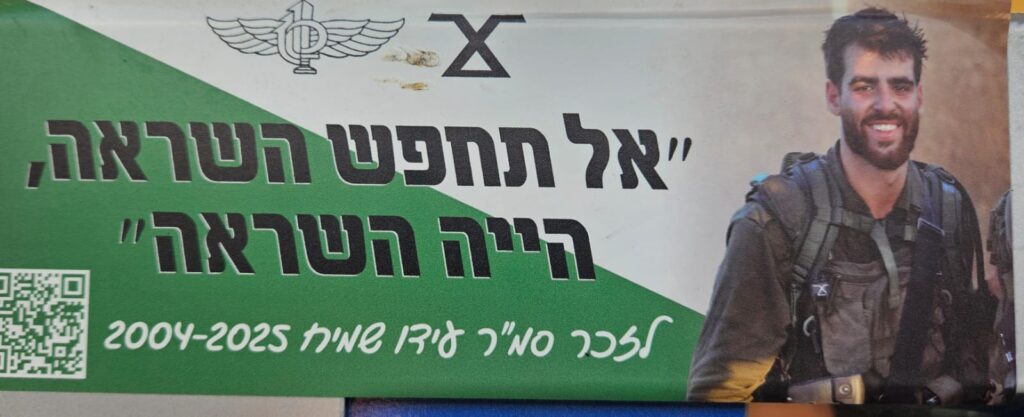 "אל תחפש השראה,
הייה השראה"
לזכר סמ"ר עידו שמיח 2004-2025